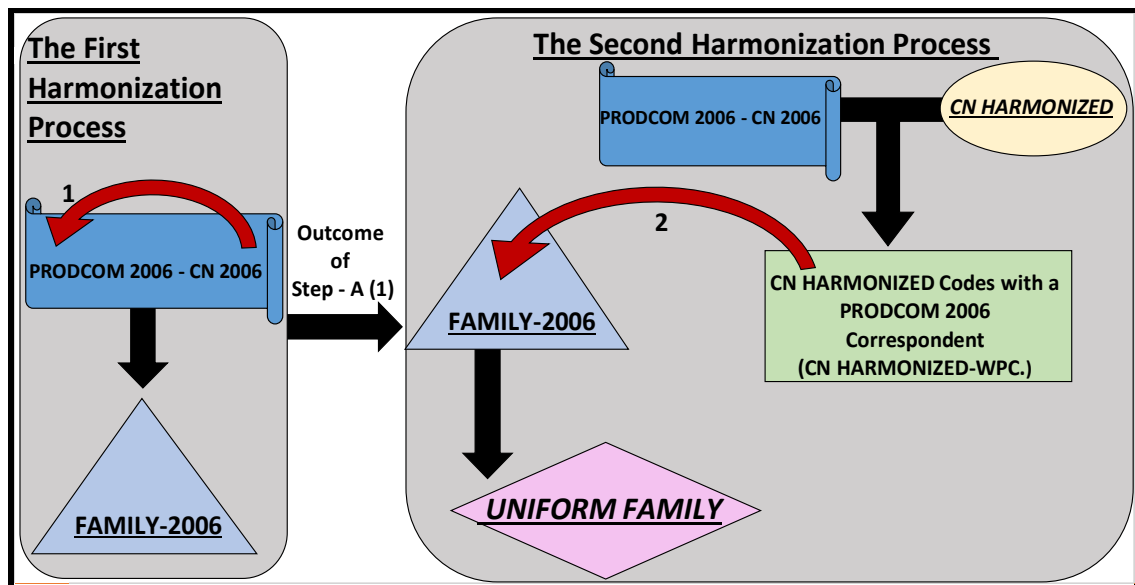 The First
Harmonization
Process
1
PRODCOM 2006 - CN 2006
FAMILY-2006
Outcome
of
Step - A (1)
The Second Harmonization Process
PRODCOM 2006 - CN 2006
CN HARMONIZED
2
FAMILY-2006
CN HARMONIZED Codes with a
PRODCOM 2006
Correspondent
(CN HARMONIZED-WPC.)
UNIFORM FAMILY